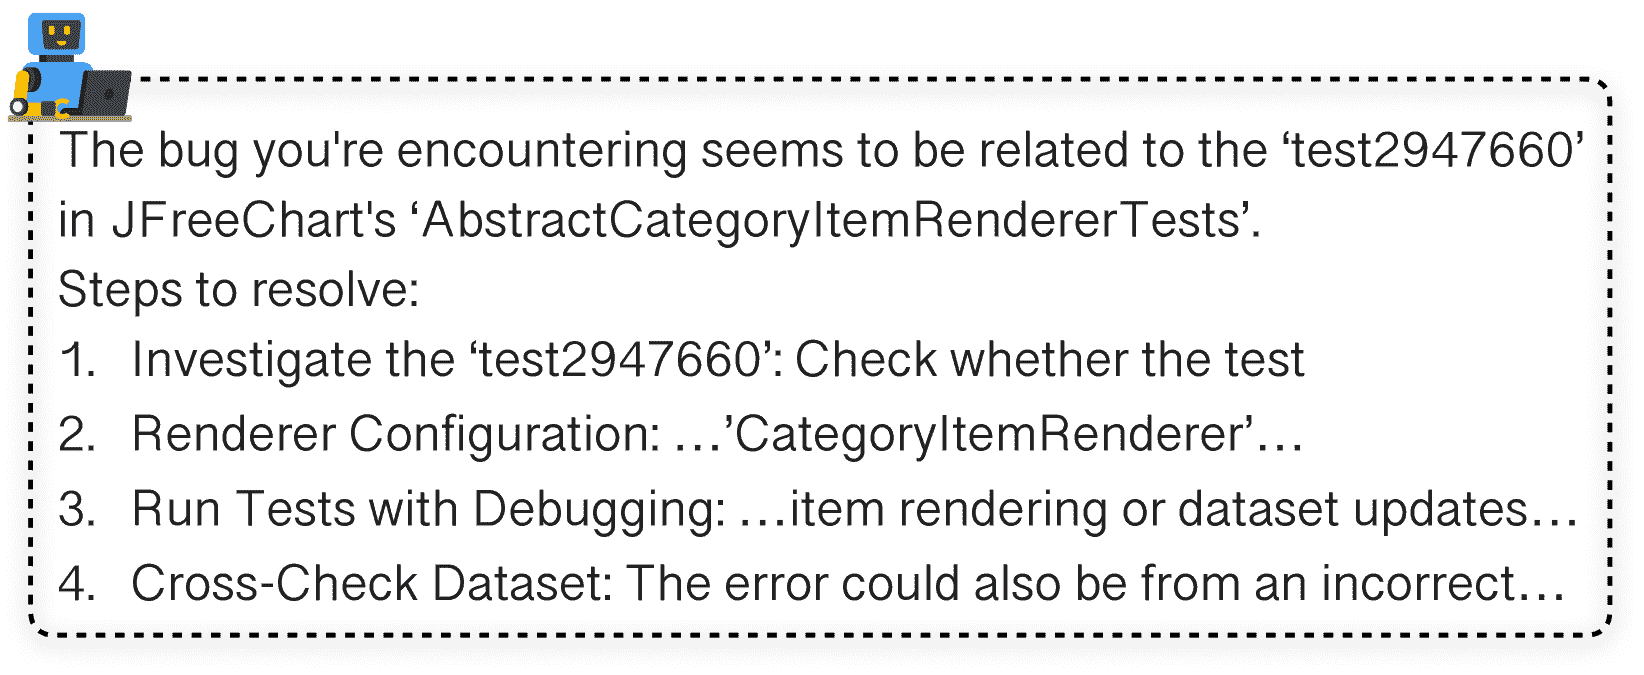 The bug you're encountering seems to be related to the ‘test2947660’
in JFreeChart's ‘AbstractCategoryItemRendererTests’.
Steps to resolve:
1. Investigate the ‘test2947660’: Check whether the test
2. Renderer Configuration: …’CategoryItemRenderer’…
3. Run Tests with Debugging: …item rendering or dataset updates…
4. Cross-Check Dataset: The error could also be from an incorrect…